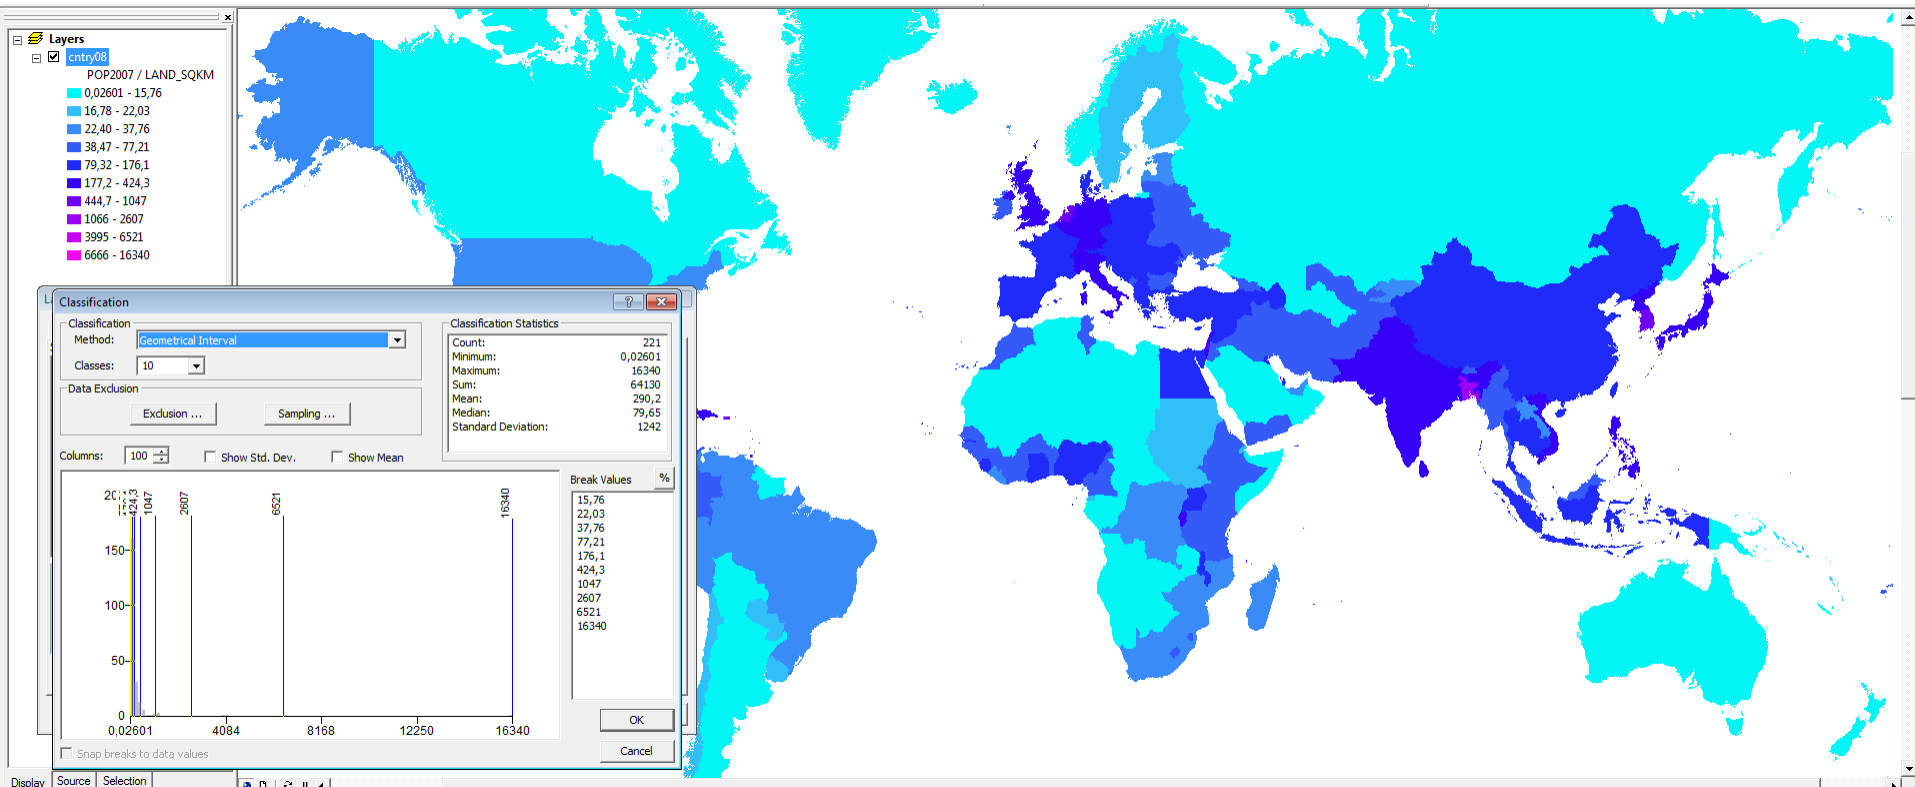 Layers
cntry08
POP2007 / LAND_SQKM
0,02601 - 15,76
16,78 - 22,03
22,40 - 37,76
38,47 - 77,21
79,32 - 176,1
177,2 - 424,3
444,7 - 1047
1066 - 2607
3995 - 6521
6666 - 16340
Classification
Classification
Method: Geometrical Interval
Classes: 10
Data Exclusion
Exclusion ...
Sampling ...
Classification Statistics
Count: 221
Minimum: 0,02601
Maximum: 16340
Sum: 64130
Mean: 290,2
Median: 79,65
Standard Deviation: 1242
Columns: 100
Show Std. Dev.
Show Mean
Break Values
%
15,76
22,03
37,76
77,21
176,1
424,3
1047
2607
6521
16340
424,3
1047
2607
6521
16340
150
100
50
0
0,02601 4084 8168 12250 16340
OK
Cancel
Snap breaks to data values
Display Source Selection